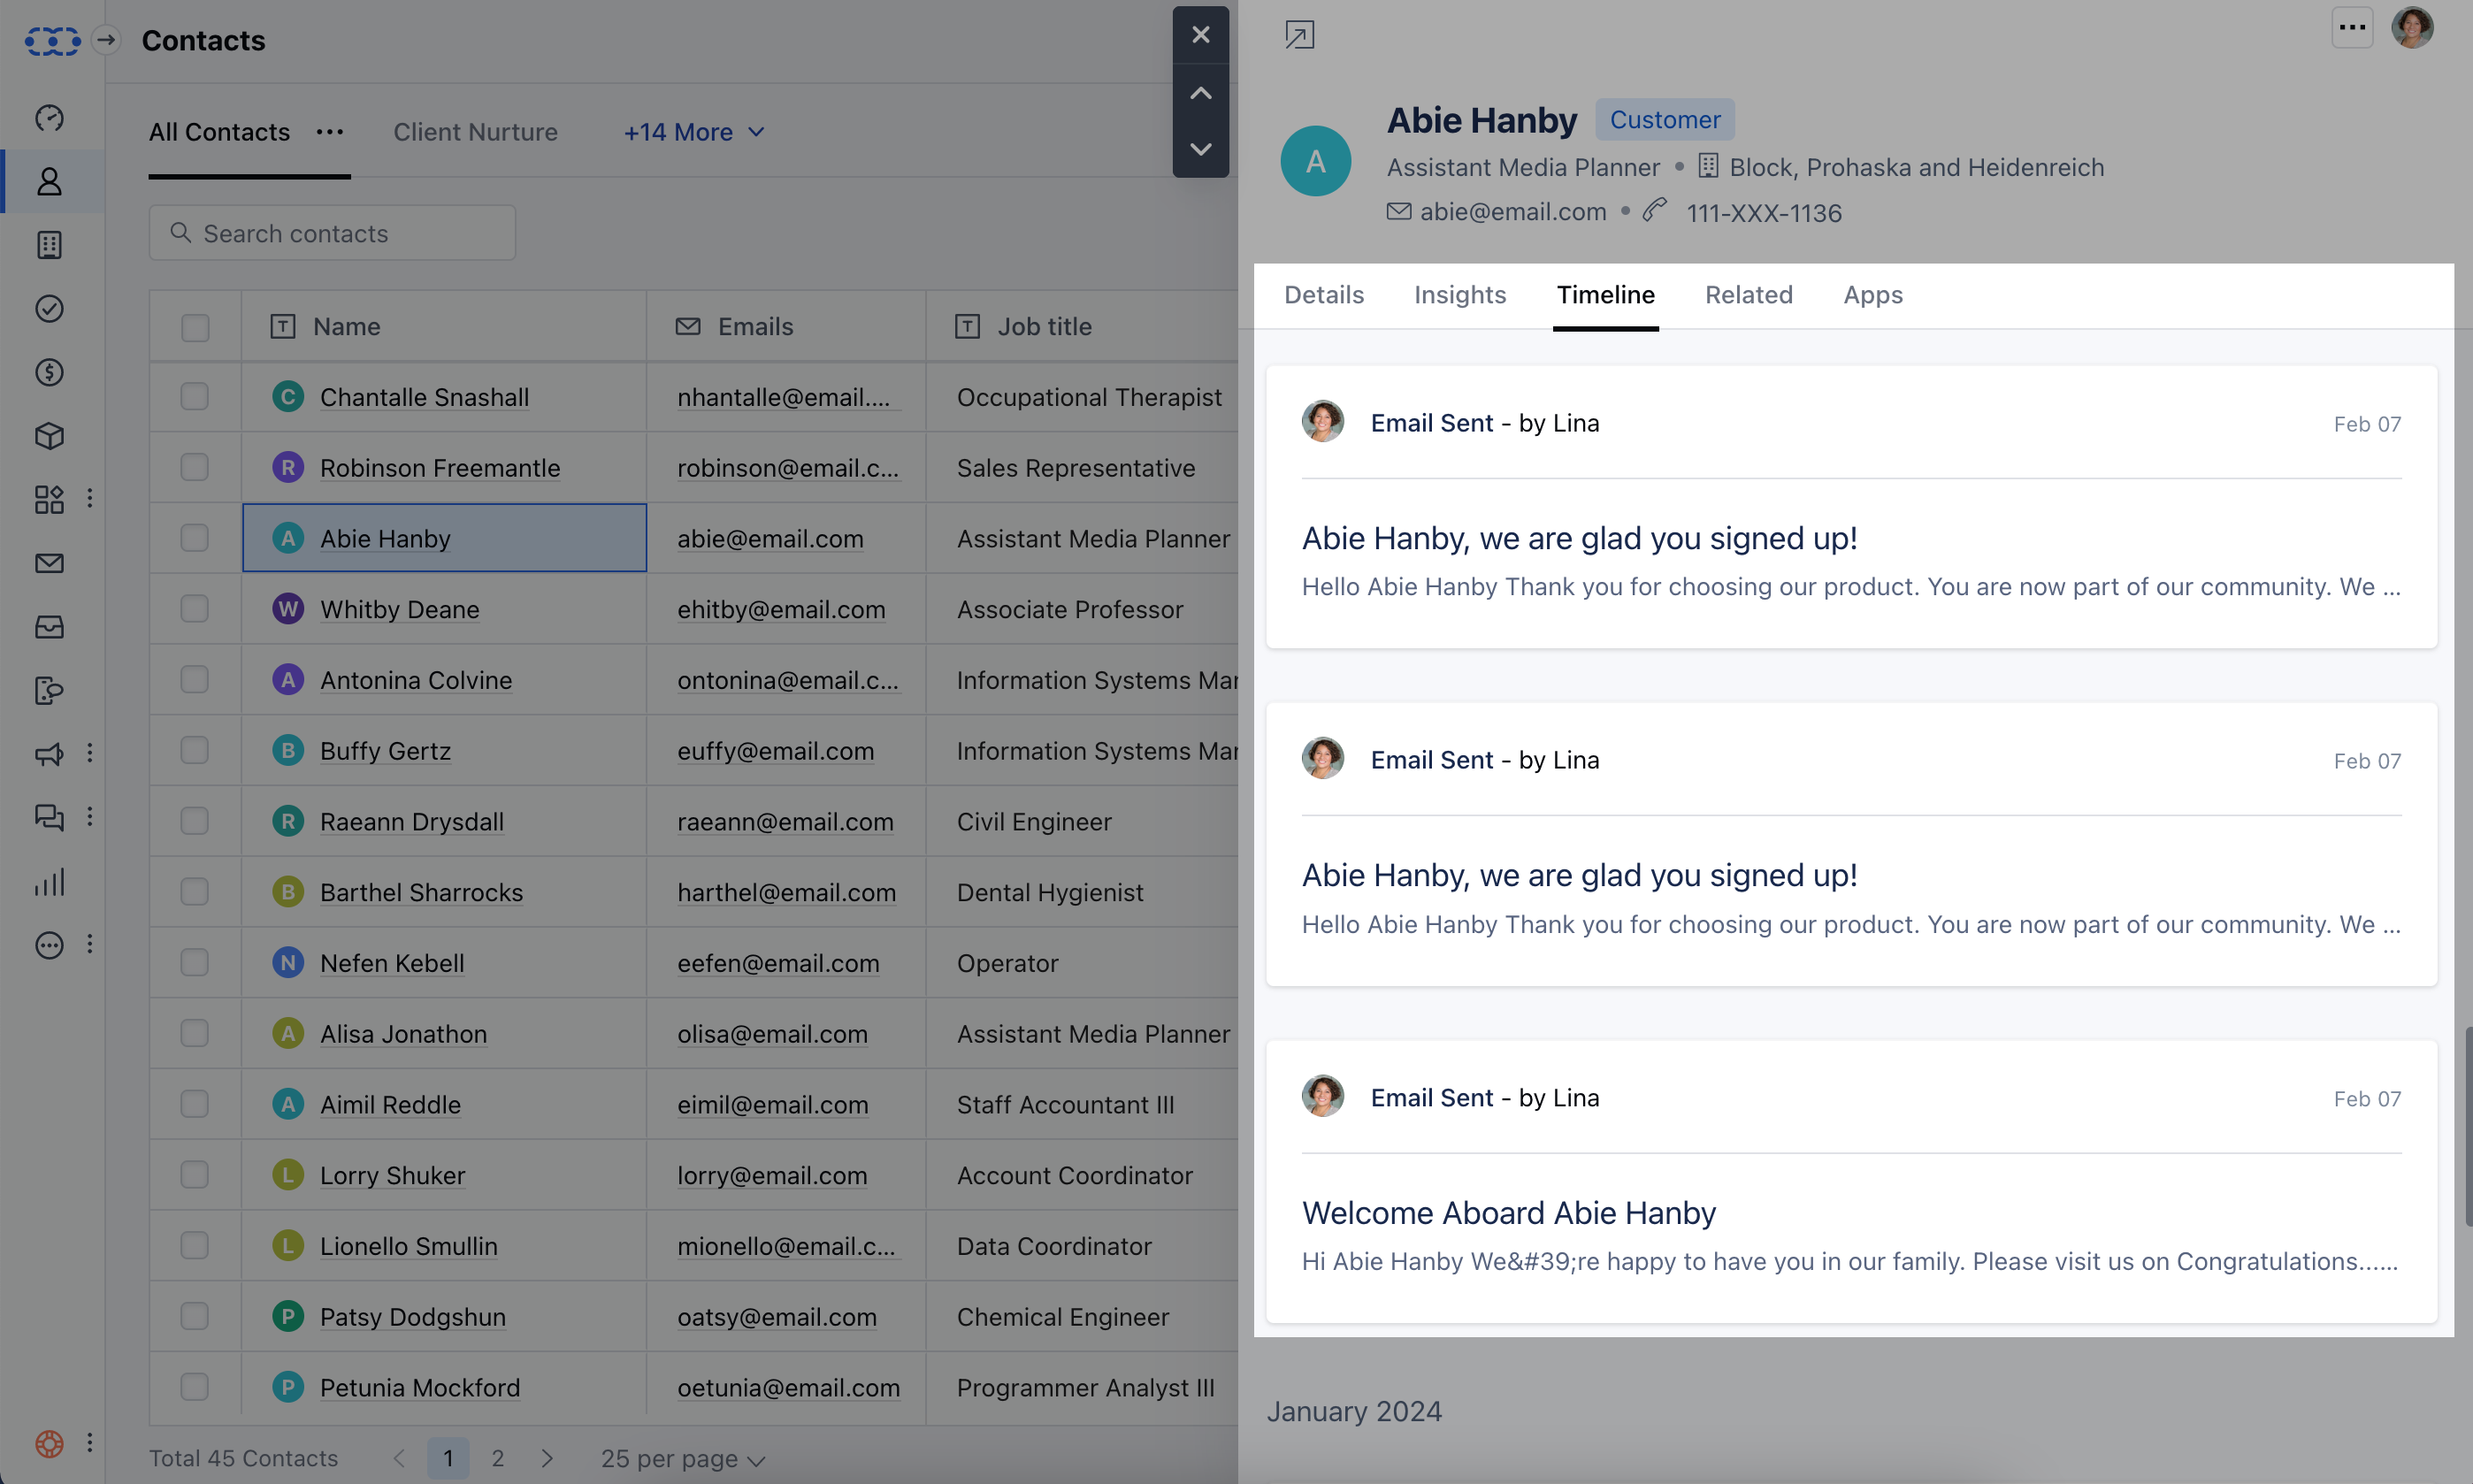 Contacts
All Contacts ... Client Nurture +14 More
Search contacts
Name Emails Job title
C Chantalle Snashall nhantalle@email.... Occupational Therapist
R Robinson Freemantle robinson@email.c... Sales Representative
A Abie Hanby abie@email.com Assistant Media Planner
W Whitby Deane ehitby@email.com Associate Professor
A Antonina Colvine ontonina@email.c... Information Systems Mar
B Buffy Gertz euffy@email.com Information Systems Mar
R Raeann Drysdall raeann@email.com Civil Engineer
B Barthel Sharrocks harthel@email.com Dental Hygienist
N Nefen Kebell eefen@email.com Operator
A Alisa Jonathon olisa@email.com Assistant Media Planner
A Aimil Reddle eimil@email.com Staff Accountant III
L Lorry Shuker lorry@email.com Account Coordinator
L Lionello Smullin mionello@email.c... Data Coordinator
P Patsy Dodgshun oatsy@email.com Chemical Engineer
P Petunia Mockford oetunia@email.com Programmer Analyst III
Total 45 Contacts 1 2 25 per page
A
Abie Hanby Customer
Assistant Media Planner • Block, Prohaska and Heidenreich
abie@email.com • 111-XXX-1136
Details Insights Timeline Related Apps
Email Sent - by Lina Feb 07
Abie Hanby, we are glad you signed up!
Hello Abie Hanby Thank you for choosing our product. You are now part of our community. We ...
Email Sent - by Lina Feb 07
Abie Hanby, we are glad you signed up!
Hello Abie Hanby Thank you for choosing our product. You are now part of our community. We ...
Email Sent - by Lina Feb 07
Welcome Aboard Abie Hanby
Hi Abie Hanby We&#39;re happy to have you in our family. Please visit us on Congratulations......
January 2024